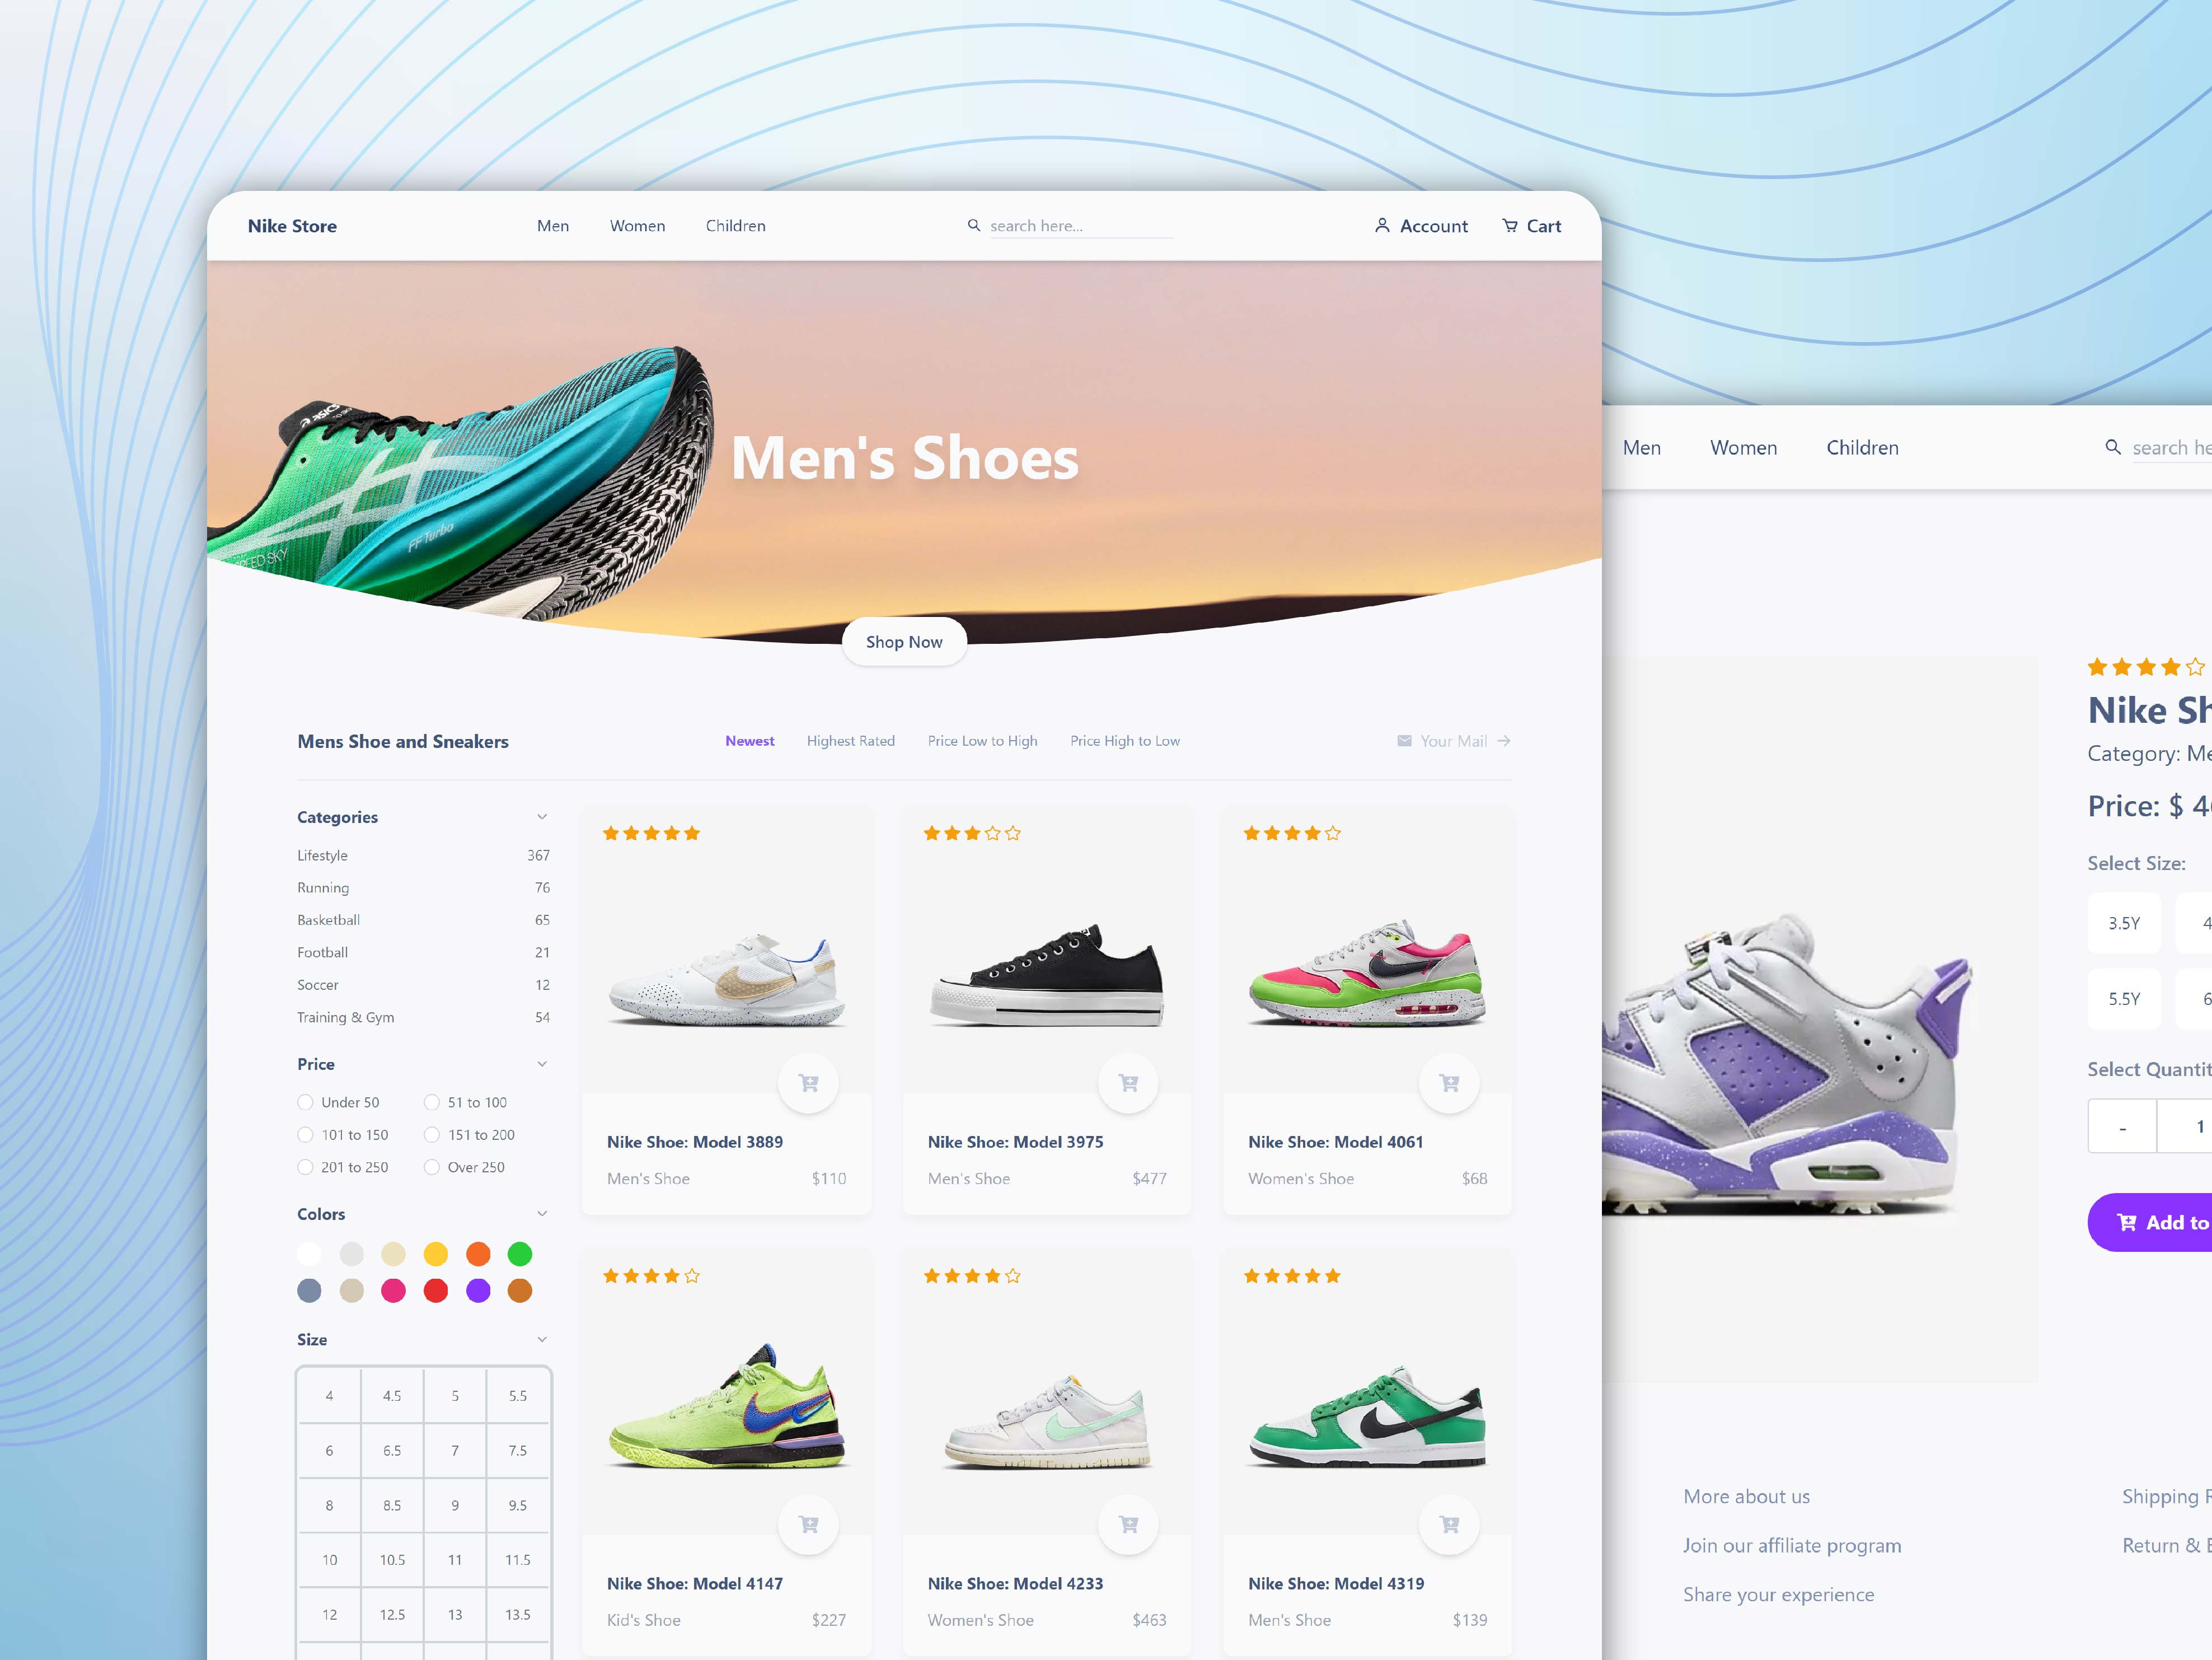 Nike Store
Men
Women
Children
search here...
Account
Cart
asics
FF Turbo
SKY
Men's Shoes
Shop Now
Mens Shoe and Sneakers
Newest
Highest Rated
Price Low to High
Price High to Low
Your Mail
Categories
Lifestyle 367
Running 76
Basketball 65
Football 21
Soccer 12
Training & Gym 54
Price
Under 50
51 to 100
101 to 150
151 to 200
201 to 250
Over 250
Colors
Size
4 4.5 5 5.5
6 6.5 7 7.5
8 8.5 9 9.5
10 10.5 11 11.5
12 12.5 13 13.5
Nike Shoe: Model 3889
Men's Shoe $110
Nike Shoe: Model 3975
Men's Shoe $477
Nike Shoe: Model 4061
Women's Shoe $68
Nike Shoe: Model 4147
Kid's Shoe $227
Nike Shoe: Model 4233
Women's Shoe $463
Nike Shoe: Model 4319
Men's Shoe $139
Men
Women
Children
search he
Nike Sh
Category: Me
Price: $ 4
Select Size:
3.5Y 4
5.5Y 6
Select Quantit
- 1
Add to
More about us
Join our affiliate program
Share your experience
Shipping
Return &